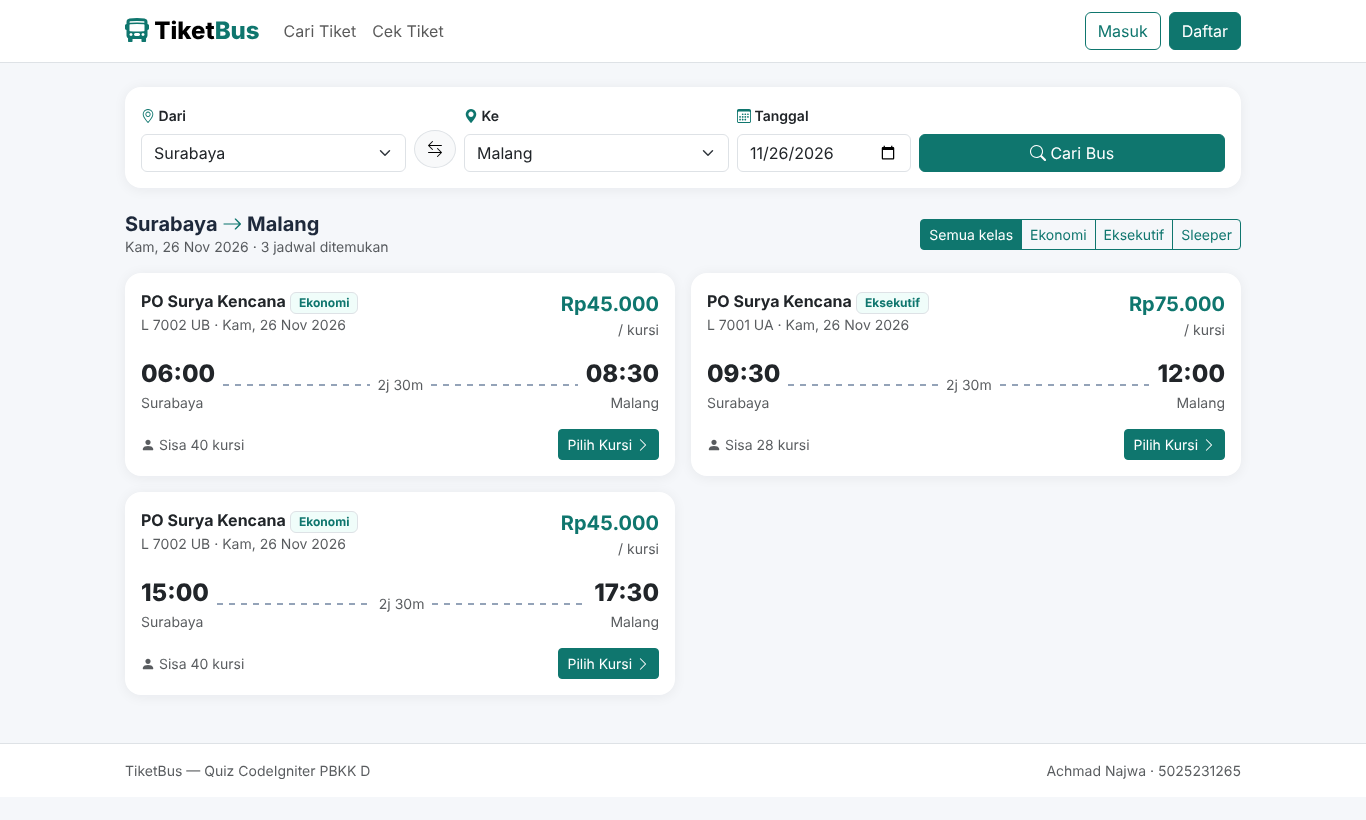 TiketBus Cari Tiket Cek Tiket Masuk Daftar
Dari Ke Tanggal
Surabaya Malang 11/26/2026 Cari Bus
Surabaya → Malang
Kam, 26 Nov 2026 · 3 jadwal ditemukan
Semua kelas Ekonomi Eksekutif Sleeper
PO Surya Kencana Ekonomi Rp45.000
L 7002 UB · Kam, 26 Nov 2026 / kursi
06:00 2j 30m 08:30
Surabaya Malang
Sisa 40 kursi Pilih Kursi
PO Surya Kencana Eksekutif Rp75.000
L 7001 UA · Kam, 26 Nov 2026 / kursi
09:30 2j 30m 12:00
Surabaya Malang
Sisa 28 kursi Pilih Kursi
PO Surya Kencana Ekonomi Rp45.000
L 7002 UB · Kam, 26 Nov 2026 / kursi
15:00 2j 30m 17:30
Surabaya Malang
Sisa 40 kursi Pilih Kursi
TiketBus — Quiz CodeIgniter PBKK D Achmad Najwa · 5025231265